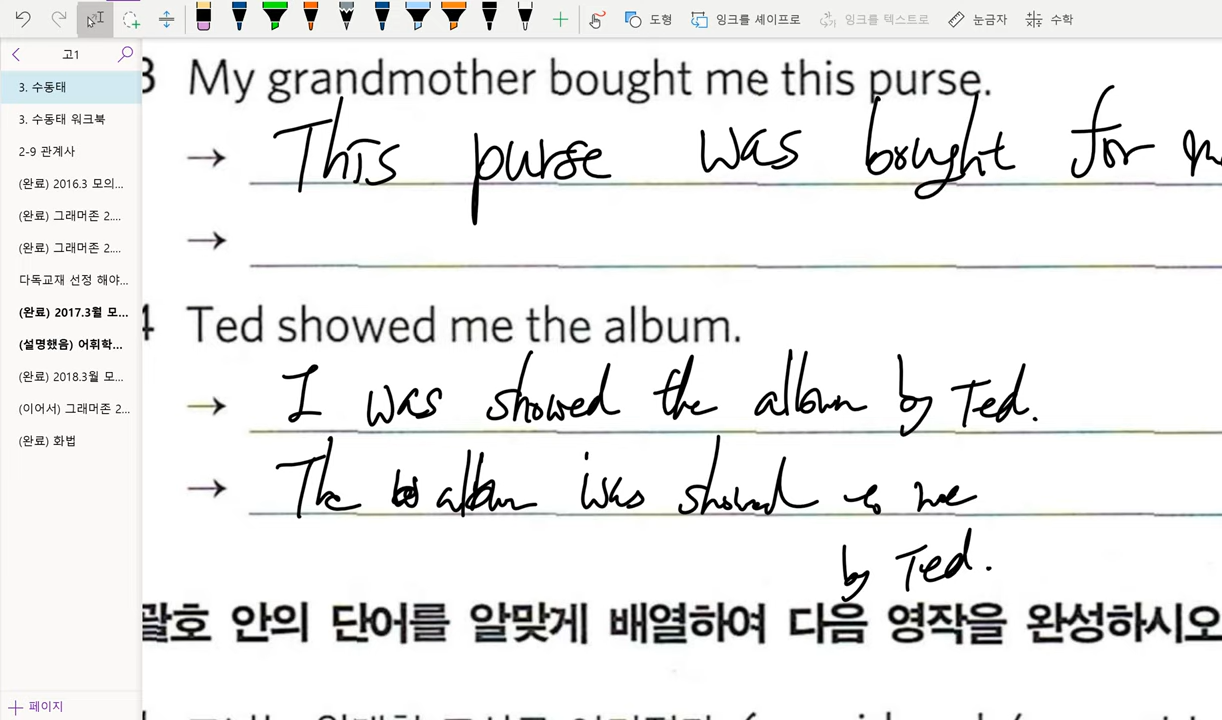 도형 잉크를 셰이프로 잉크를 텍스트로 눈금자 수학
고1
3. 수동태
3. 수동태 워크북
2-9 관계사
(완료) 2016.3 모의...
(완료) 그래머존 2....
(완료) 그래머존 2....
다독교재 선정 해야...
(완료) 2017.3월 모...
(설명했음) 어휘학...
(완료) 2018.3월 모...
(이어서) 그래머존 2...
(완료) 화법
+ 페이지
3 My grandmother bought me this purse.
→ This purse was bought for
→
4 Ted showed me the album.
→ I was showed the album by Ted.
→ The album was showed to me
by Ted.
괄호 안의 단어를 알맞게 배열하여 다음 영작을 완성하시오